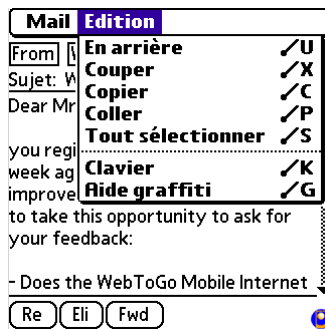 Mail Edition
En arrière /U
Couper /X
Copier /C
Coller /P
Tout sélectionner /S
Clavier /K
Aide graffiti /G
From
Sujet:
Dear Mr
you regi
week ag
improve
to take this opportunity to ask for
your feedback:
- Does the WebToGo Mobile Internet
Re Eli Fwd